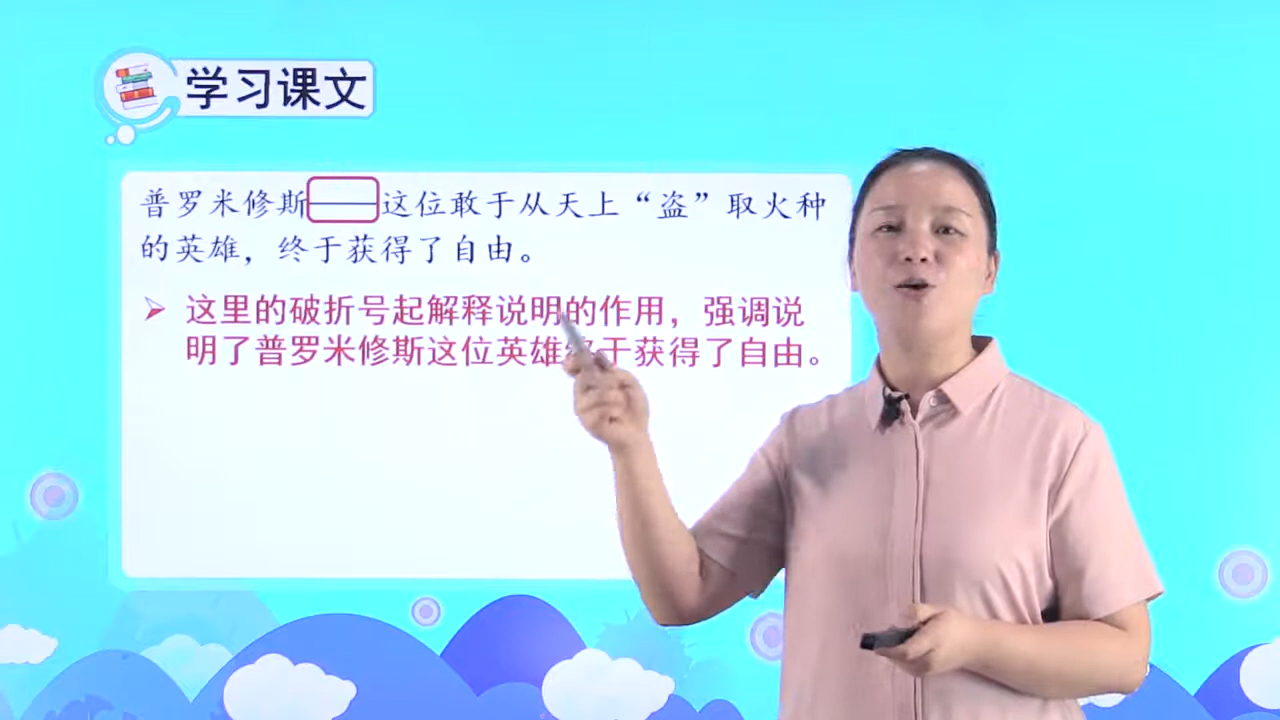 学习课文
普罗米修斯——这位敢于从天上“盗”取火种
的英雄，终于获得了自由。
这里的破折号起解释说明的作用，强调说
明了普罗米修斯这位英雄终于获得了自由。